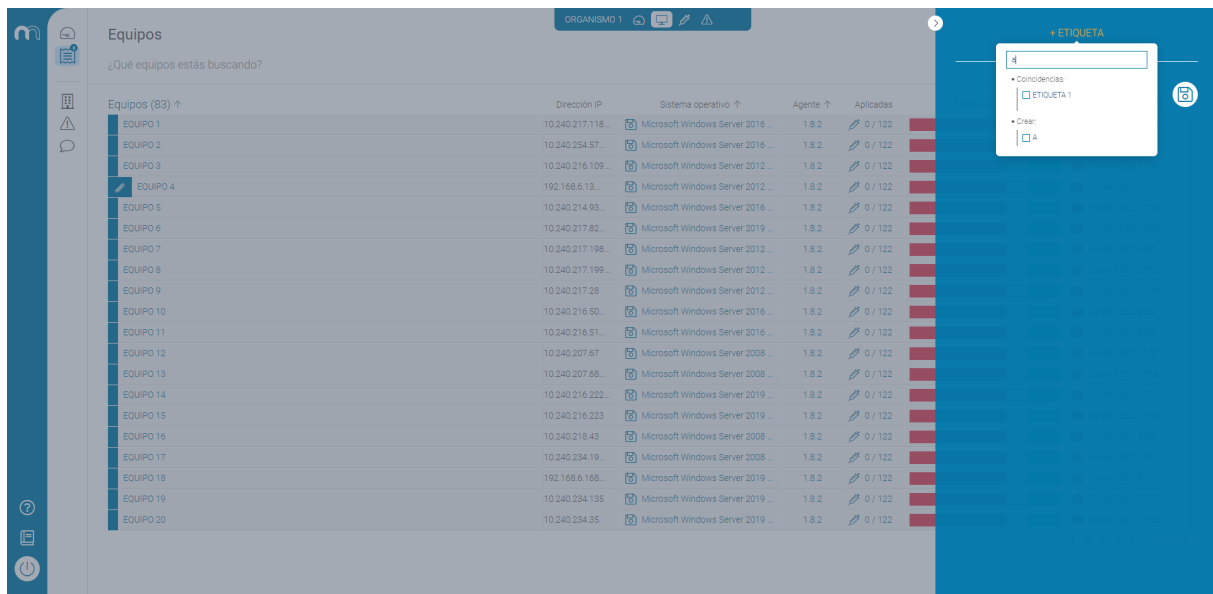 ORGANISMO 1
Equipos
+ ETIQUETA
¿Qué equipos estás buscando?
a
Coincidencias:
ETIQUETA 1
Crear:
A
Equipos (83) Dirección IP Sistema operativo Agente Aplicadas
EQUIPO 1 10.240.217.118... Microsoft Windows Server 2016 ... 1.8.2 0 / 122
EQUIPO 2 10.240.254.57... Microsoft Windows Server 2016 ... 1.8.2 0 / 122
EQUIPO 3 10.240.216.109... Microsoft Windows Server 2012 ... 1.8.2 0 / 122
EQUIPO 4 192.168.6.13... Microsoft Windows Server 2012 ... 1.8.2 0 / 122
EQUIPO 5 10.240.214.93... Microsoft Windows Server 2016 ... 1.8.2 0 / 122
EQUIPO 6 10.240.217.82... Microsoft Windows Server 2019 ... 1.8.2 0 / 122
EQUIPO 7 10.240.217.198... Microsoft Windows Server 2012 ... 1.8.2 0 / 122
EQUIPO 8 10.240.217.199... Microsoft Windows Server 2012 ... 1.8.2 0 / 122
EQUIPO 9 10.240.217.28 Microsoft Windows Server 2012 ... 1.8.2 0 / 122
EQUIPO 10 10.240.216.50... Microsoft Windows Server 2016 ... 1.8.2 0 / 122
EQUIPO 11 10.240.216.51... Microsoft Windows Server 2016 ... 1.8.2 0 / 122
EQUIPO 12 10.240.207.67 Microsoft Windows Server 2008 ... 1.8.2 0 / 122
EQUIPO 13 10.240.207.68... Microsoft Windows Server 2008 ... 1.8.2 0 / 122
EQUIPO 14 10.240.216.222... Microsoft Windows Server 2019 ... 1.8.2 0 / 122
EQUIPO 15 10.240.216.223 Microsoft Windows Server 2019 ... 1.8.2 0 / 122
EQUIPO 16 10.240.218.43 Microsoft Windows Server 2008 ... 1.8.2 0 / 122
EQUIPO 17 10.240.234.19... Microsoft Windows Server 2008 ... 1.8.2 0 / 122
EQUIPO 18 192.168.6.168... Microsoft Windows Server 2019 ... 1.8.2 0 / 122
EQUIPO 19 10.240.234.135 Microsoft Windows Server 2019 ... 1.8.2 0 / 122
EQUIPO 20 10.240.234.35 Microsoft Windows Server 2019 ... 1.8.2 0 / 122